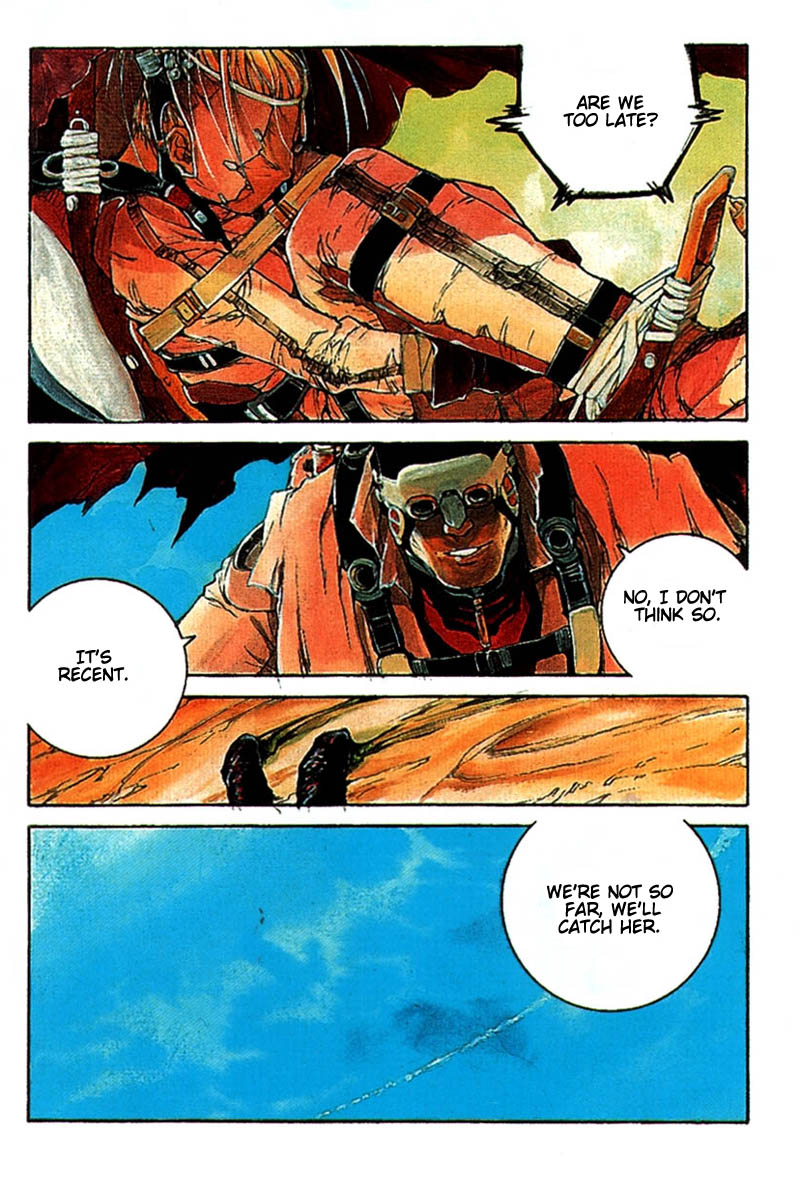 ARE WE
TOO LATE?
NO, I DON'T
THINK SO.
IT'S
RECENT.
WE'RE NOT SO
FAR, WE'LL
CATCH HER.